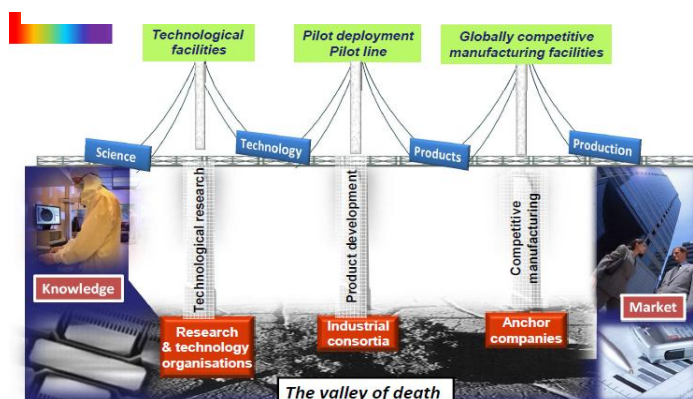 Technological
facilities
Pilot deployment
Pilot line
Globally competitive
manufacturing facilities
Science
Technology
Products
Production
Technological research
Product development
Competitive
manufacturing
Knowledge
Market
Research
& technology
organisations
Industrial
consortia
Anchor
companies
The valley of death